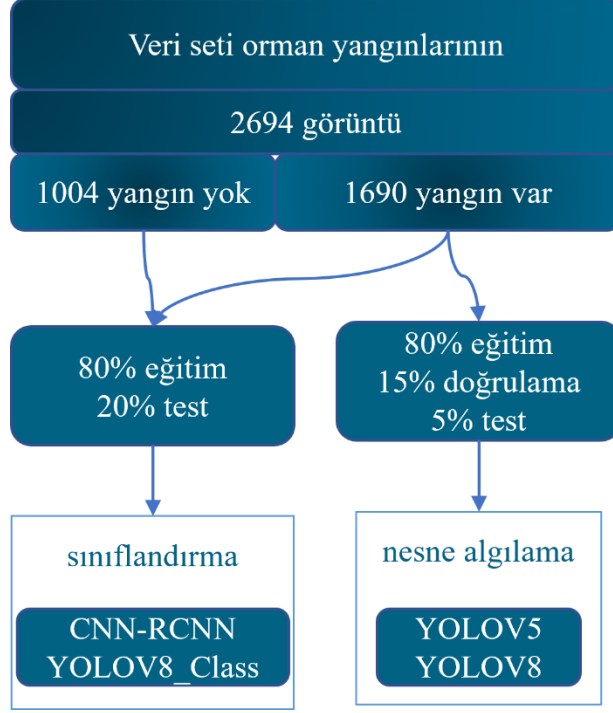 Veri seti orman yangınlarının
2694 görüntü
1004 yangın yok
1690 yangın var
80% eğitim
20% test
80% eğitim
15% doğrulama
5% test
sınıflandırma
CNN-RCNN
YOLOV8_Class
nesne algılama
YOLOV5
YOLOV8